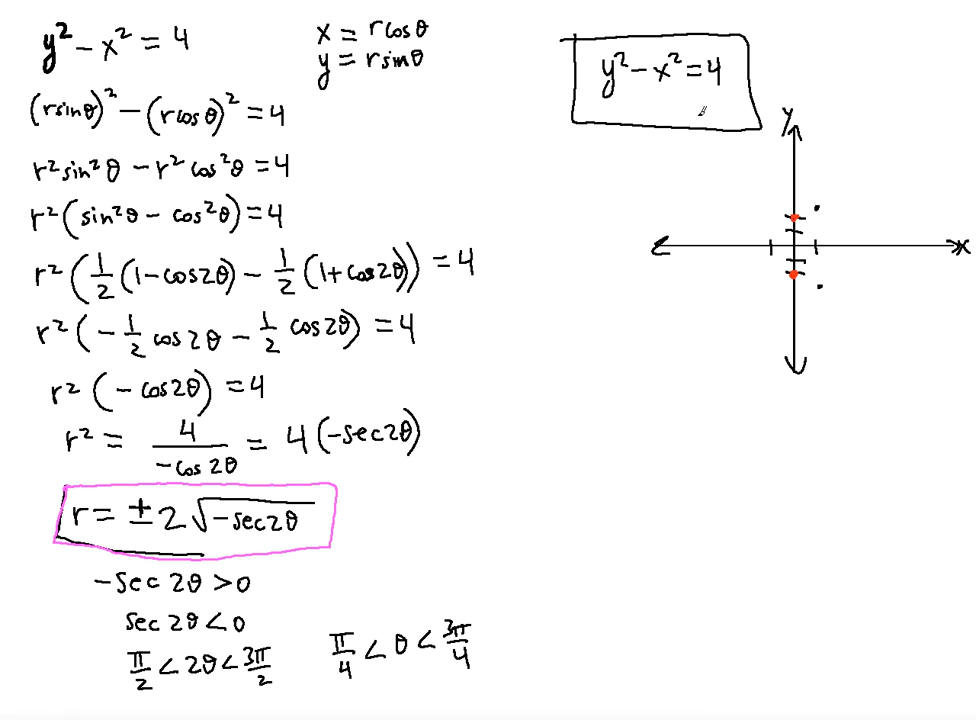 y² - x² = 4
x = r cos θ
y = r sin θ
(r sin θ)² - (r cos θ)² = 4
r² sin² θ - r² cos² θ = 4
r² (sin² θ - cos² θ) = 4
r² (1/2 (1 - cos 2θ) - 1/2 (1 + cos 2θ)) = 4
r² (- 1/2 cos 2θ - 1/2 cos 2θ) = 4
r² (- cos 2θ) = 4
r² = 4/(-cos 2θ) = 4 (-sec 2θ)
r = ± 2 √(-sec 2θ)
-sec 2θ > 0
sec 2θ < 0
π/2 < 2θ < 3π/2
π/4 < θ < 3π/4
y² - x² = 4
y
x